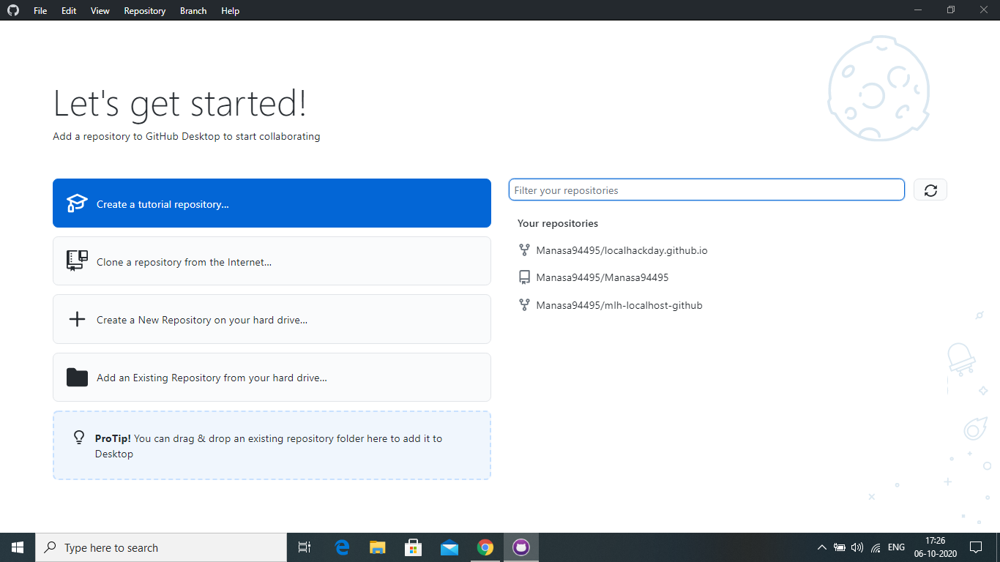 File Edit View Repository Branch Help
Let's get started!
Add a repository to GitHub Desktop to start collaborating
Create a tutorial repository...
Clone a repository from the Internet...
Create a New Repository on your hard drive...
Add an Existing Repository from your hard drive...
ProTip! You can drag & drop an existing repository folder here to add it to
Desktop
Filter your repositories
Your repositories
Manasa94495/localhackday.github.io
Manasa94495/Manasa94495
Manasa94495/mlh-localhost-github
Type here to search
ENG
17:26
06-10-2020